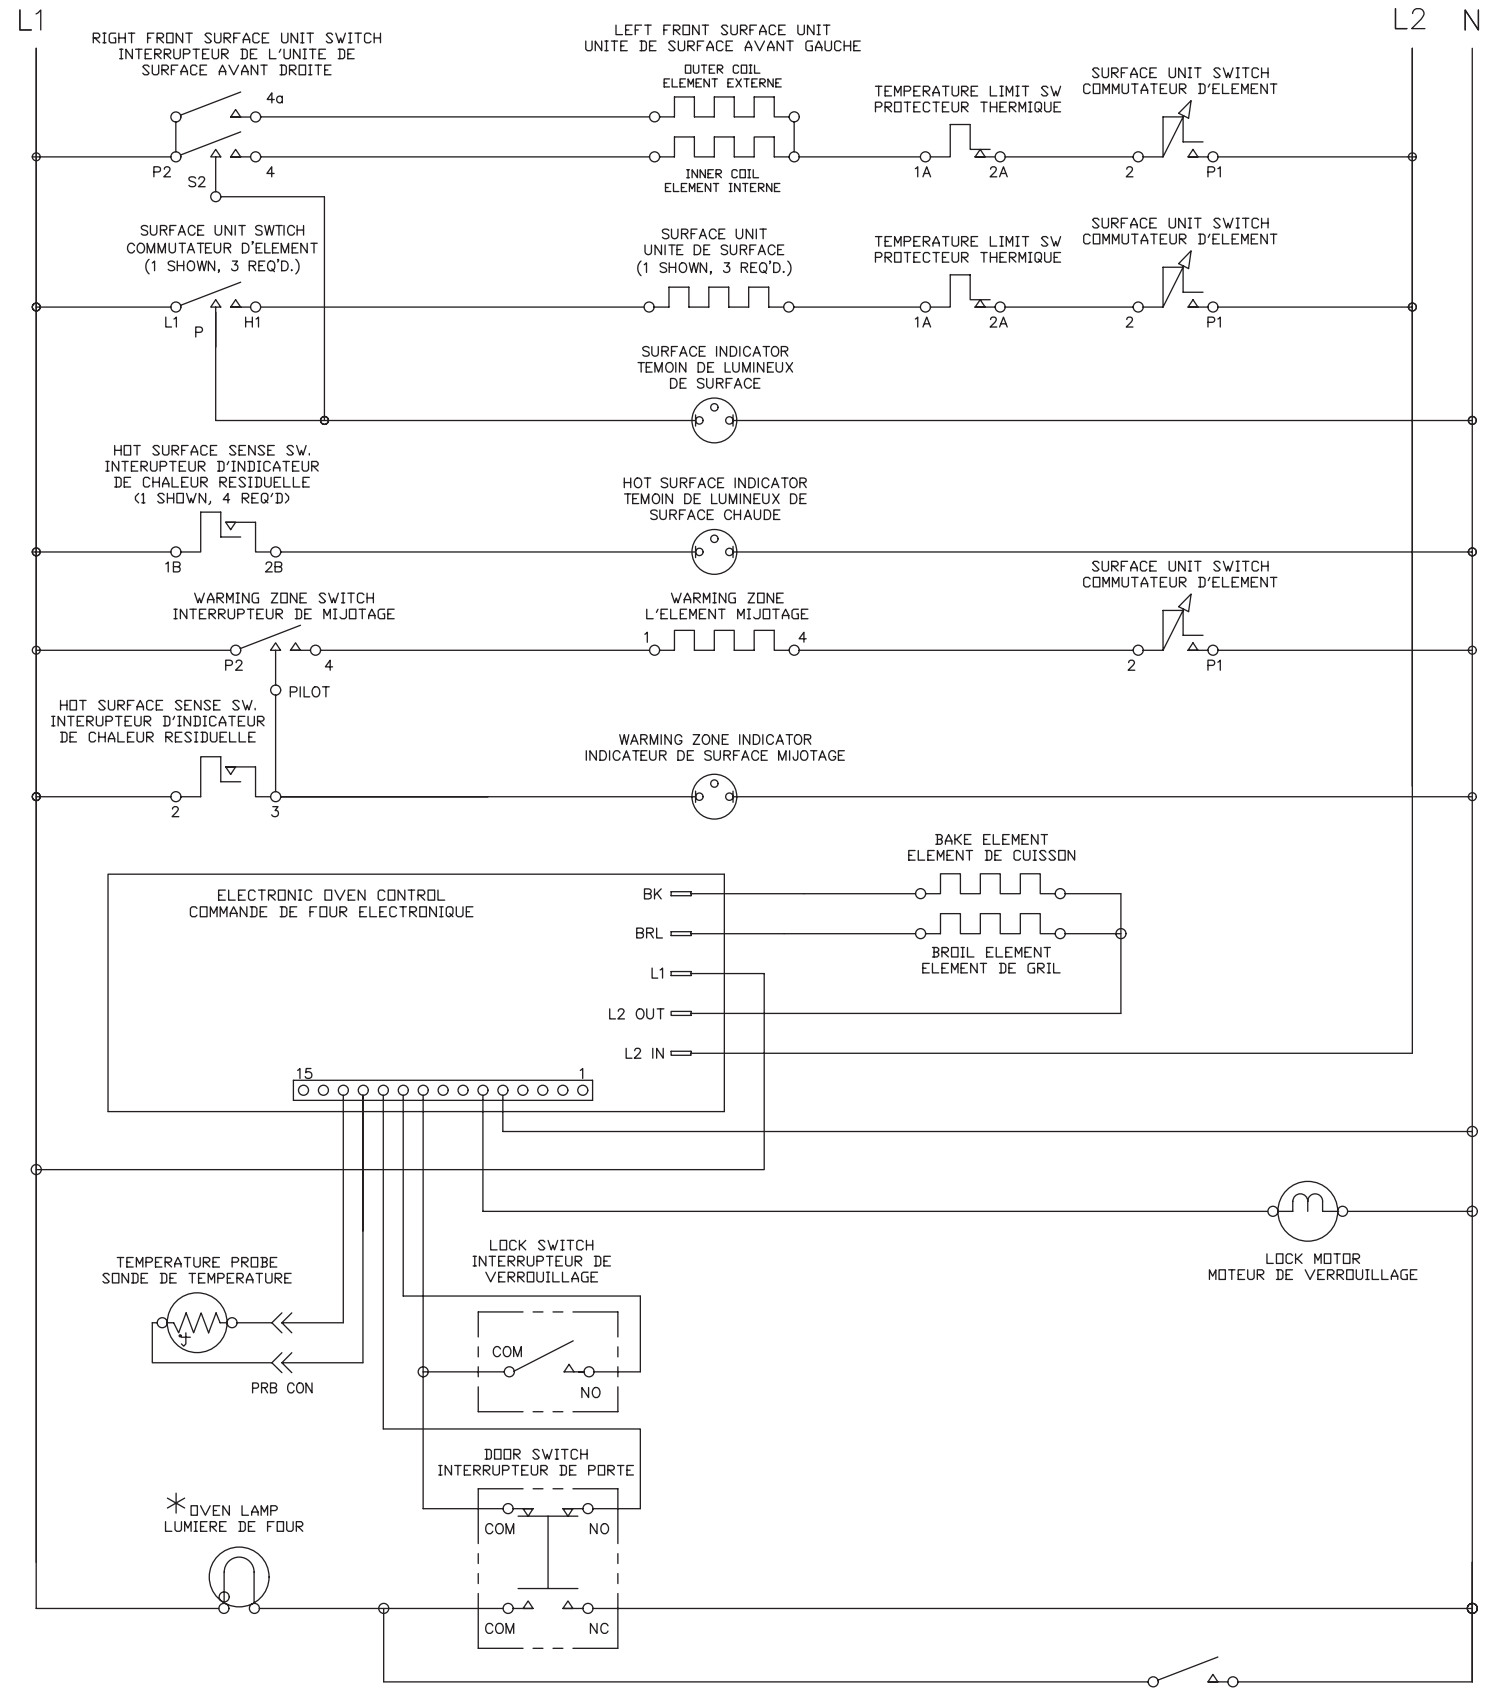 L1
L2 N
RIGHT FRONT SURFACE UNIT SWITCH
INTERRUPTEUR DE L'UNITE DE
SURFACE AVANT DROITE
4a
P2
S2
4
LEFT FRONT SURFACE UNIT
UNITE DE SURFACE AVANT GAUCHE
OUTER COIL
ELEMENT EXTERNE
INNER COIL
ELEMENT INTERNE
TEMPERATURE LIMIT SW
PROTECTEUR THERMIQUE
1A
2A
SURFACE UNIT SWITCH
COMMUTATEUR D'ELEMENT
2
P1
SURFACE UNIT SWTICH
COMMUTATEUR D'ELEMENT
(1 SHOWN, 3 REQ'D.)
L1
P
H1
SURFACE UNIT
UNITE DE SURFACE
(1 SHOWN, 3 REQ'D.)
TEMPERATURE LIMIT SW
PROTECTEUR THERMIQUE
1A
2A
SURFACE UNIT SWITCH
COMMUTATEUR D'ELEMENT
2
P1
SURFACE INDICATOR
TEMOIN DE LUMINEUX
DE SURFACE
HOT SURFACE SENSE SW.
INTERUPTEUR D'INDICATEUR
DE CHALEUR RESIDUELLE
(1 SHOWN, 4 REQ'D)
1B
2B
HOT SURFACE INDICATOR
TEMOIN DE LUMINEUX DE
SURFACE CHAUDE
WARMING ZONE SWITCH
INTERRUPTEUR DE MIJOTAGE
P2
4
PILOT
WARMING ZONE
L'ELEMENT MIJOTAGE
1
4
SURFACE UNIT SWITCH
COMMUTATEUR D'ELEMENT
2
P1
HOT SURFACE SENSE SW.
INTERUPTEUR D'INDICATEUR
DE CHALEUR RESIDUELLE
2
3
WARMING ZONE INDICATOR
INDICATEUR DE SURFACE MIJOTAGE
ELECTRONIC OVEN CONTROL
COMMANDE DE FOUR ELECTRONIQUE
BK
BRL
L1
L2 OUT
L2 IN
15
1
BAKE ELEMENT
ELEMENT DE CUISSON
BROIL ELEMENT
ELEMENT DE GRIL
LOCK MOTOR
MOTEUR DE VERROUILLAGE
TEMPERATURE PROBE
SONDE DE TEMPERATURE
PRB CON
LOCK SWITCH
INTERRUPTEUR DE
VERROUILLAGE
COM
NO
DOOR SWITCH
INTERRUPTEUR DE PORTE
COM
NO
COM
NC
* OVEN LAMP
LUMIERE DE FOUR